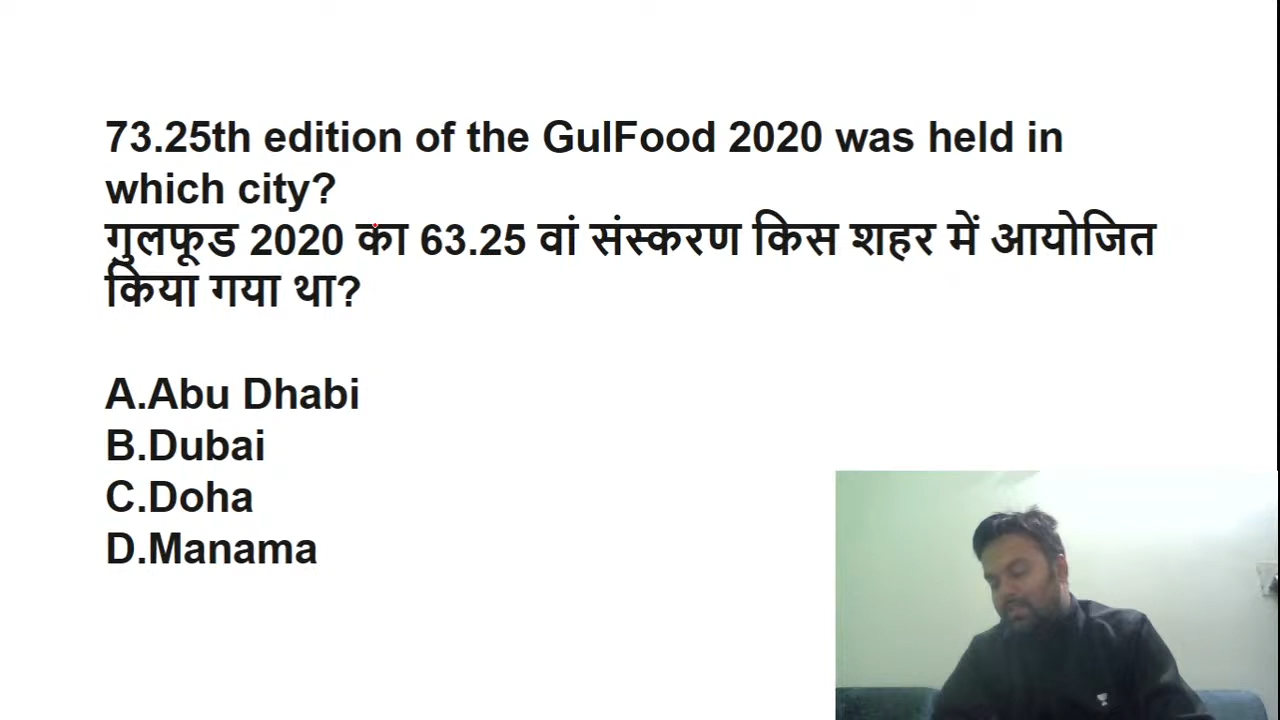 73.25th edition of the GulFood 2020 was held in
which city?
गुलफूड 2020 का 63.25 वां संस्करण किस शहर में आयोजित
किया गया था?
A.Abu Dhabi
B.Dubai
C.Doha
D.Manama